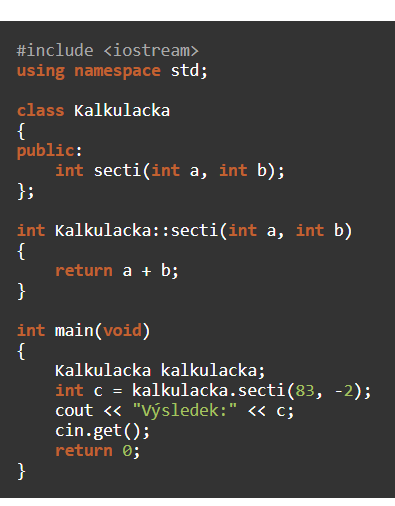 #include <iostream>
using namespace std;
class Kalkulacka
{
public:
int secti(int a, int b);
};
int Kalkulacka::secti(int a, int b)
{
return a + b;
}
int main(void)
{
Kalkulacka kalkulacka;
int c = kalkulacka.secti(83, -2);
cout << "Výsledek:" << c;
cin.get();
return 0;
}